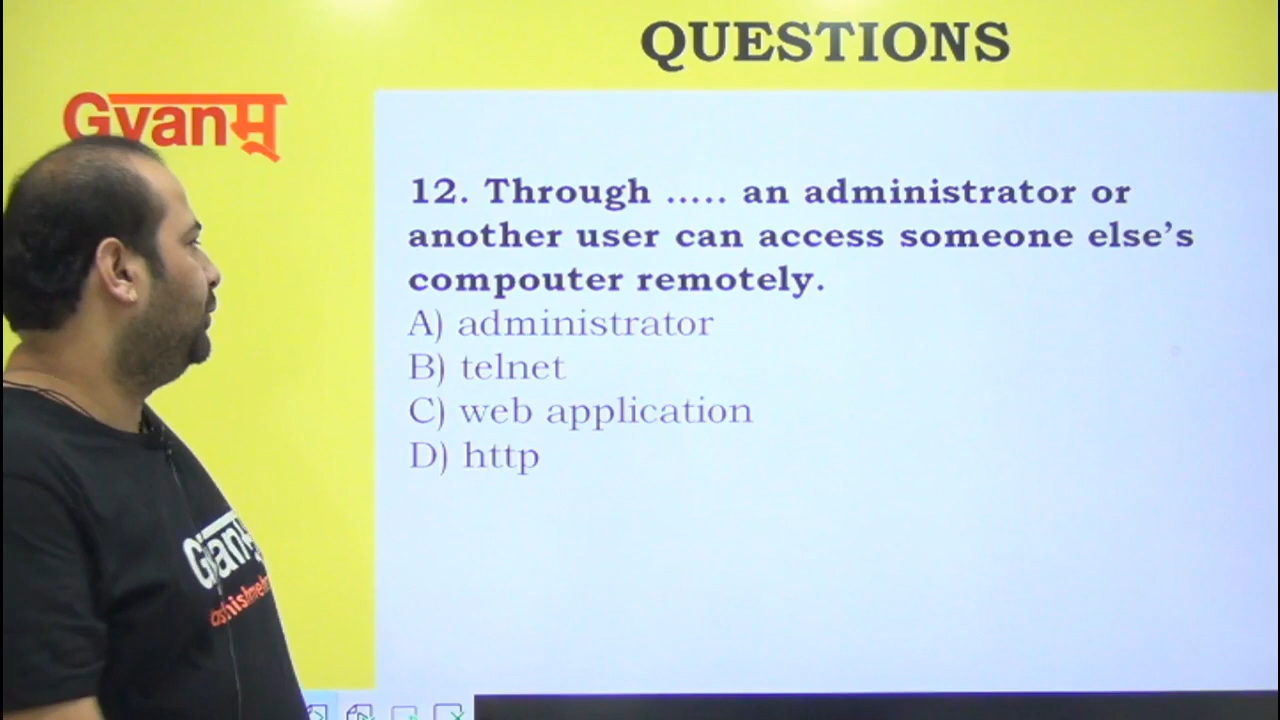 QUESTIONS
Gyanम्
12. Through ..... an administrator or
another user can access someone else's
compouter remotely.
A) administrator
B) telnet
C) web application
D) http